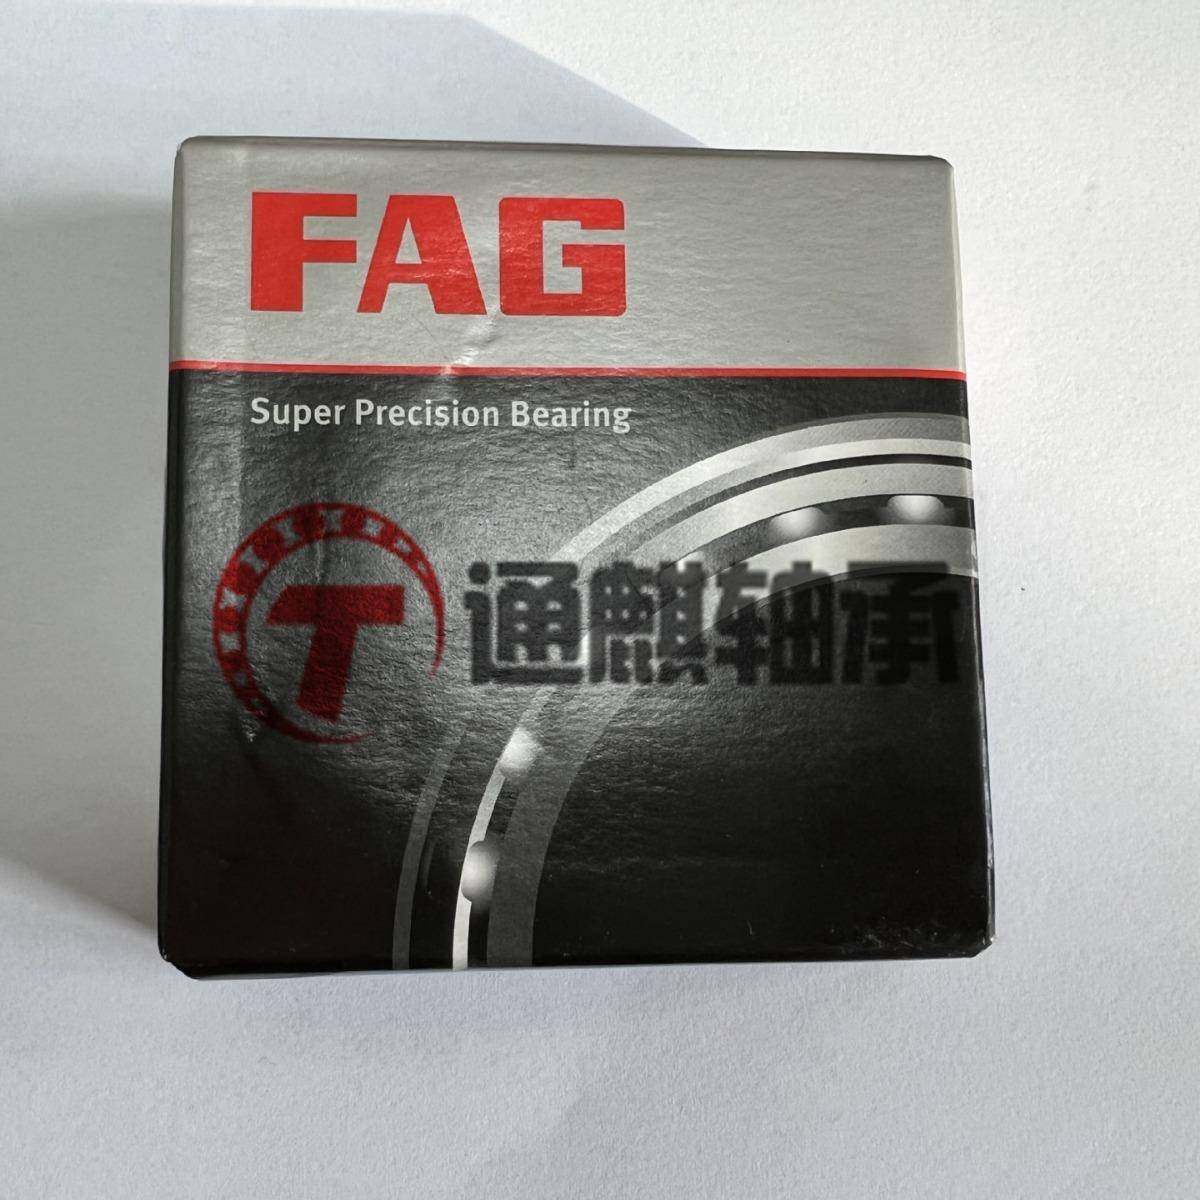 FAG
Super Precision Bearing
T 通麒轴承